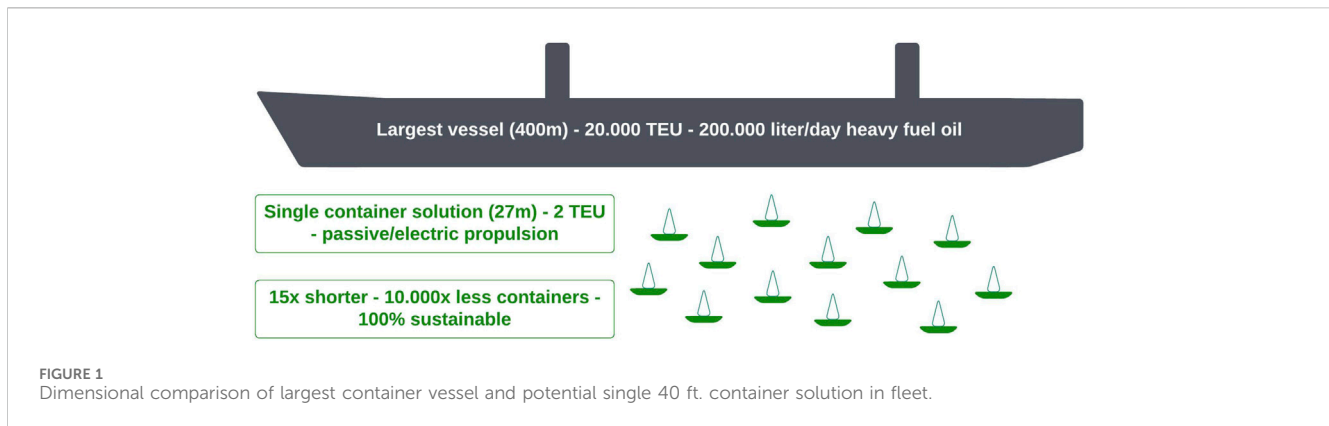 Largest vessel (400m) - 20.000 TEU - 200.000 liter/day heavy fuel oil
Single container solution (27m) - 2 TEU
- passive/electric propulsion
15x shorter - 10.000x less containers -
100% sustainable
FIGURE 1
Dimensional comparison of largest container vessel and potential single 40 ft. container solution in fleet.